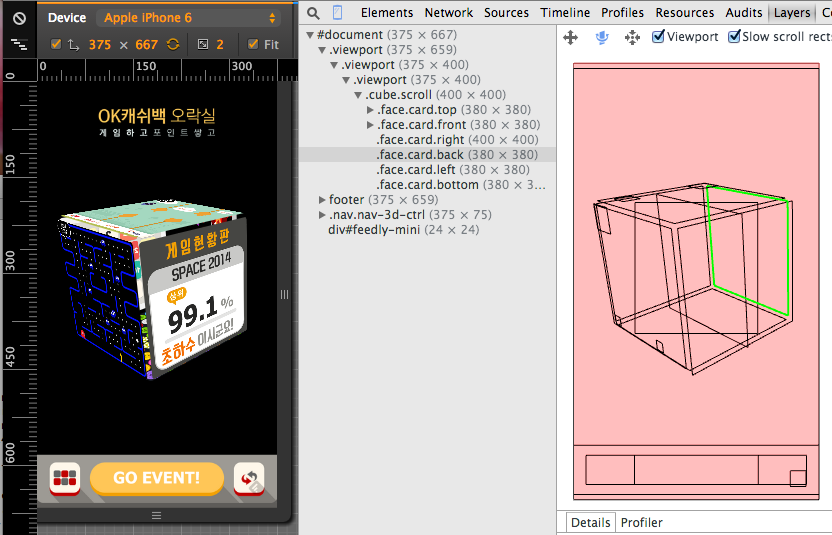 Device Apple iPhone 6
375 × 667 2 Fit
0 150 300
0
150
300
450
600
OK캐쉬백 오락실
게임하고 포인트 쌓고
게임현황판
SPACE 2014
상위
99.1 %
초하수 이시군요!
GO EVENT!
Elements Network Sources Timeline Profiles Resources Audits Layers
#document (375 × 667)
.viewport (375 × 659)
.viewport (375 × 400)
.viewport (375 × 400)
.cube.scroll (400 × 400)
.face.card.top (380 × 380)
.face.card.front (380 × 380)
.face.card.right (400 × 400)
.face.card.back (380 × 380)
.face.card.left (380 × 380)
.face.card.bottom (380 × 3...
footer (375 × 659)
.nav.nav-3d-ctrl (375 × 75)
div#feedly-mini (24 × 24)
Viewport Slow scroll rects
Details Profiler